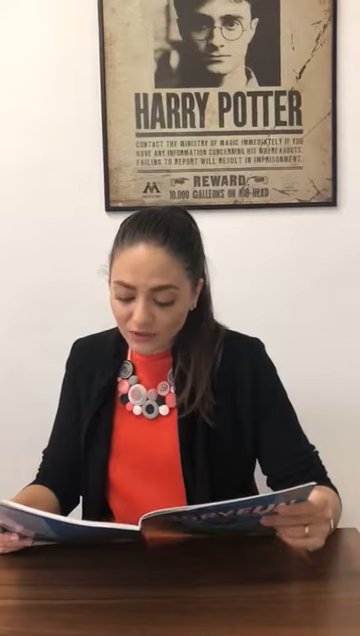 HARRY POTTER
CONTACT THE MINISTRY OF MAGIC IMMEDIATELY IF YOU
HAVE ANY INFORMATION CONCERNING HIS WHEREABOUTS.
FAILING TO REPORT WILL RESULT IN IMPRISONMENT.
REWARD
10,000 GALLEONS ON HIS HEAD